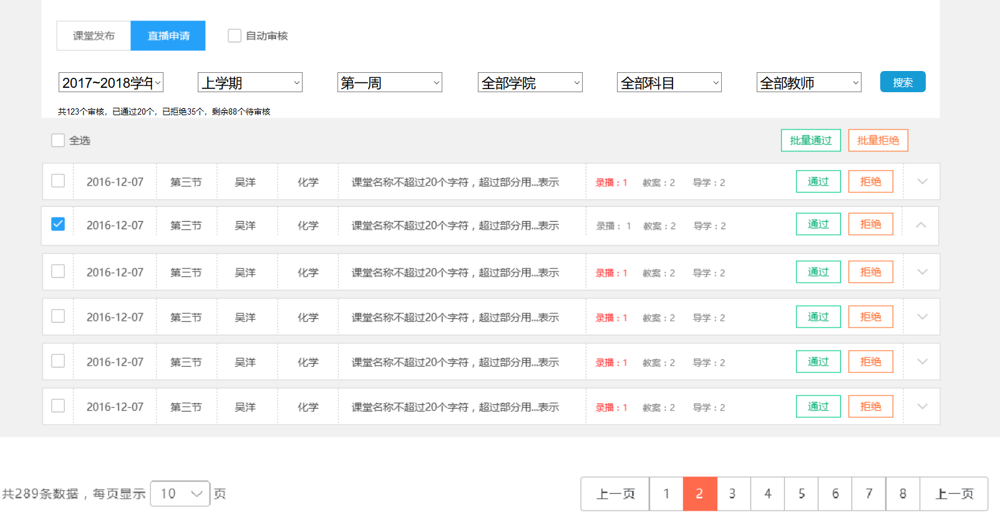 课堂发布 直播申请 自动审核
2017~2018学年 上学期 第一周 全部学院 全部科目 全部教师 搜索
共123个审核，已通过20个，已拒绝35个，剩余88个待审核
全选 批量通过 批量拒绝
2016-12-07 第三节 吴洋 化学 课堂名称不超过20个字符，超过部分用...表示 录播：1 教案：2 导学：2 通过 拒绝
2016-12-07 第三节 吴洋 化学 课堂名称不超过20个字符，超过部分用...表示 录播： 1 教案：2 导学：2 通过 拒绝
2016-12-07 第三节 吴洋 化学 课堂名称不超过20个字符，超过部分用...表示 录播：1 教案：2 导学：2 通过 拒绝
2016-12-07 第三节 吴洋 化学 课堂名称不超过20个字符，超过部分用...表示 录播：1 教案：2 导学：2 通过 拒绝
2016-12-07 第三节 吴洋 化学 课堂名称不超过20个字符，超过部分用...表示 录播：1 教案：2 导学：2 通过 拒绝
2016-12-07 第三节 吴洋 化学 课堂名称不超过20个字符，超过部分用...表示 录播：1 教案：2 导学：2 通过 拒绝
共289条数据，每页显示 10 页 上一页 1 2 3 4 5 6 7 8 上一页